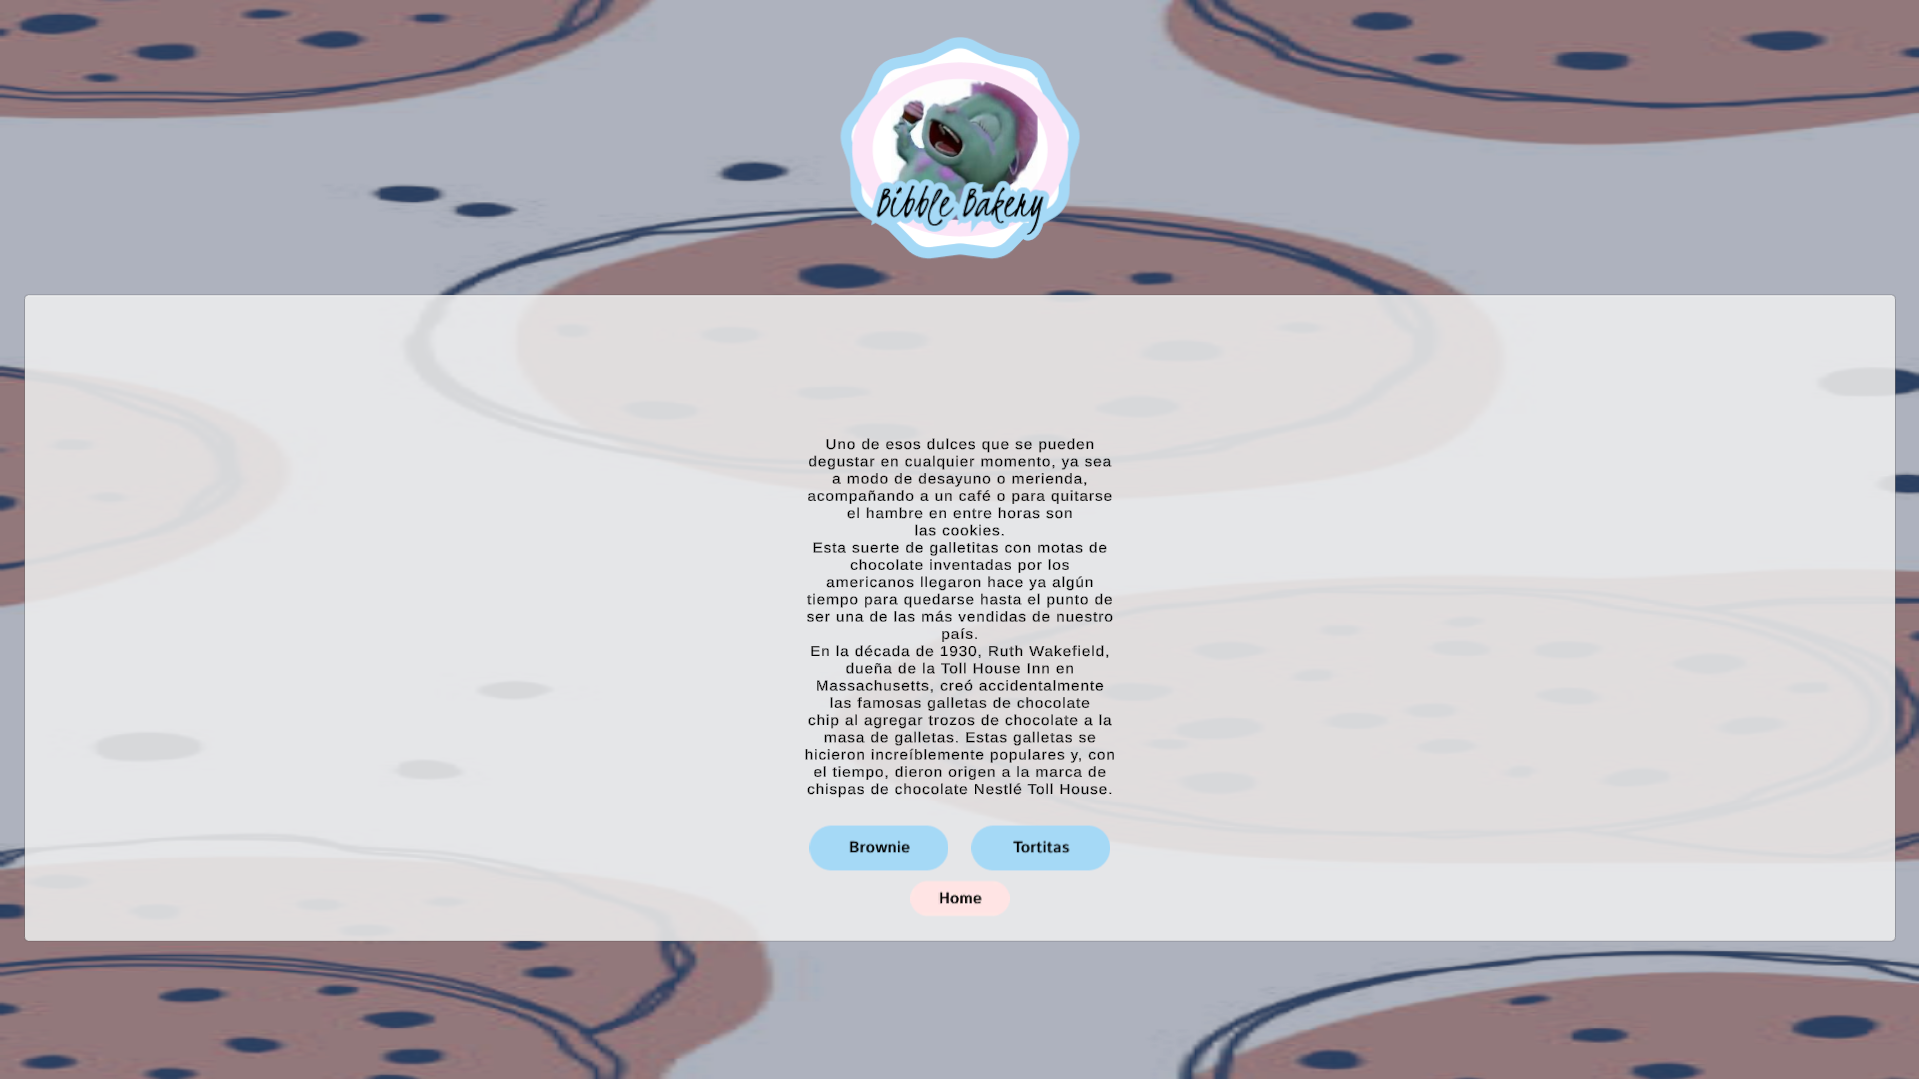 Bibble Bakery
Uno de esos dulces que se pueden
degustar en cualquier momento, ya sea
a modo de desayuno o merienda,
acompañando a un café o para quitarse
el hambre en entre horas son
las cookies.
Esta suerte de galletitas con motas de
chocolate inventadas por los
americanos llegaron hace ya algún
tiempo para quedarse hasta el punto de
ser una de las más vendidas de nuestro
país.
En la década de 1930, Ruth Wakefield,
dueña de la Toll House Inn en
Massachusetts, creó accidentalmente
las famosas galletas de chocolate
chip al agregar trozos de chocolate a la
masa de galletas. Estas galletas se
hicieron increíblemente populares y, con
el tiempo, dieron origen a la marca de
chispas de chocolate Nestlé Toll House.
Brownie
Tortitas
Home